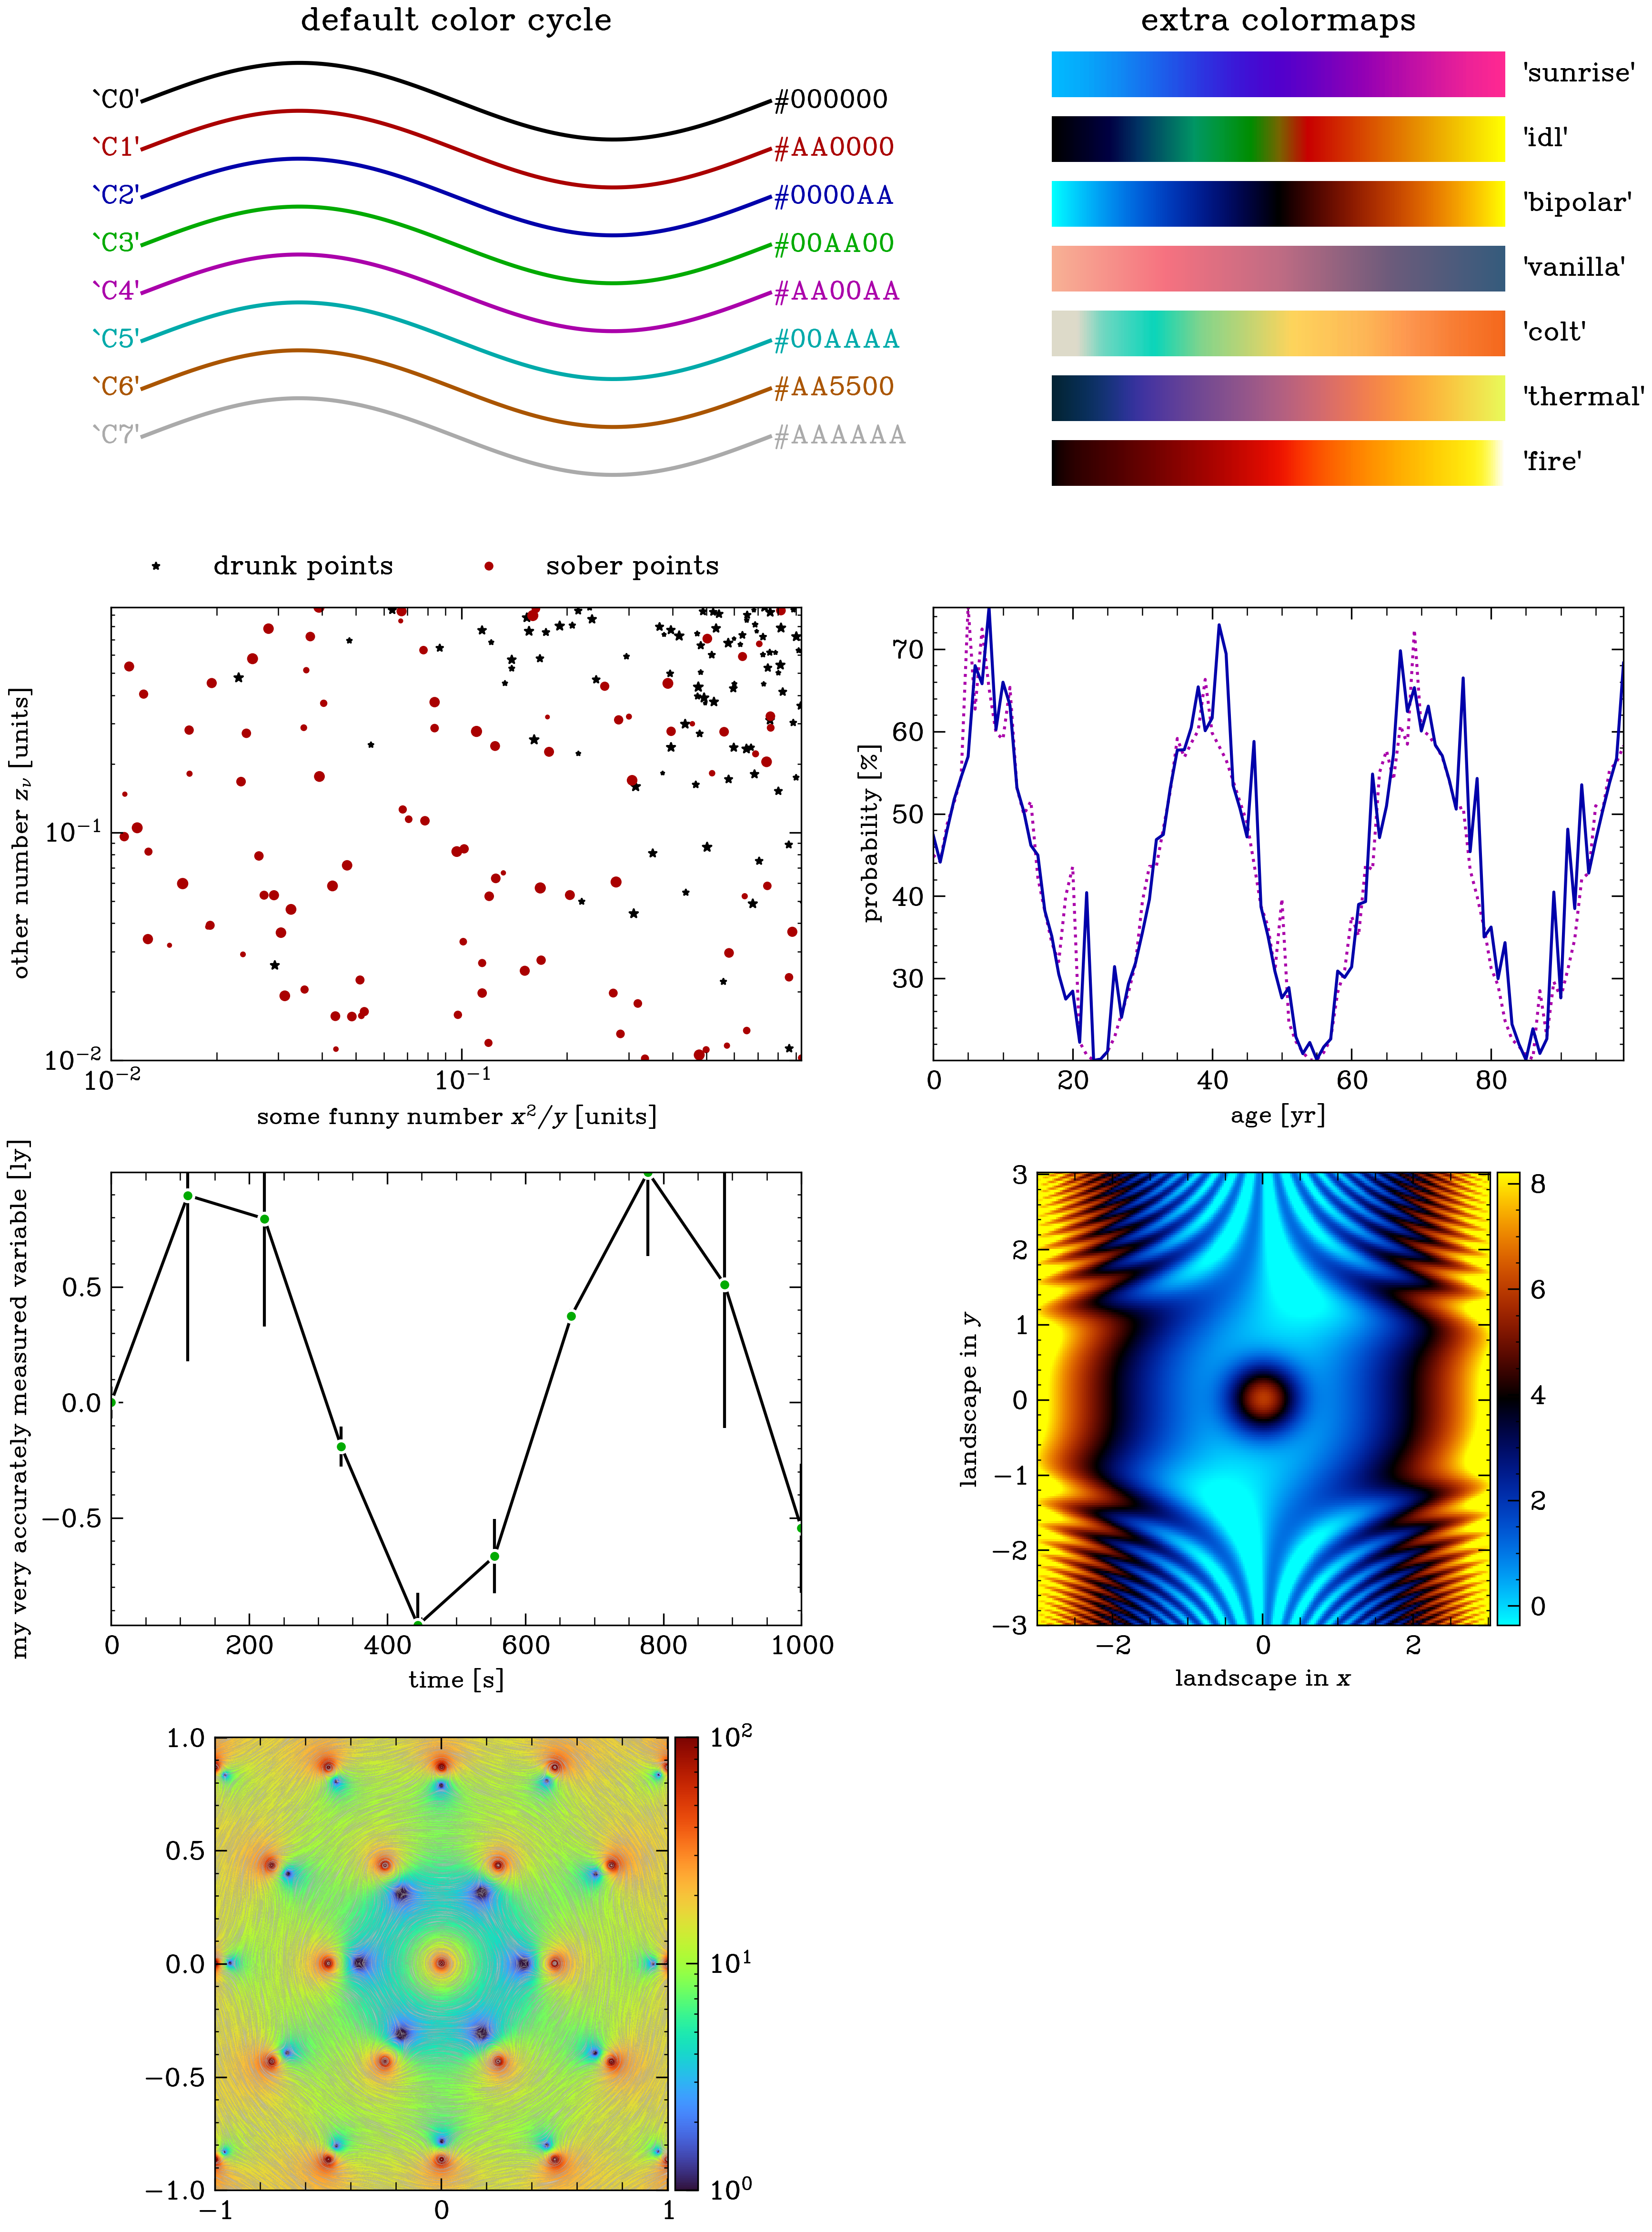 default color cycle
`C0' #000000
`C1' #AA0000
`C2' #0000AA
`C3' #00AA00
`C4' #AA00AA
`C5' #00AAAA
`C6' #AA5500
`C7' #AAAAAA
extra colormaps
'sunrise'
'idl'
'bipolar'
'vanilla'
'colt'
'thermal'
'fire'
drunk points sober points
other number z_ν [units]
10⁻¹
10⁻²
10⁻² 10⁻¹
some funny number x²/y [units]
probability [%]
70
60
50
40
30
0 20 40 60 80
age [yr]
my very accurately measured variable [ly]
0.5
0.0
−0.5
0 200 400 600 800 1000
time [s]
landscape in y
3
2
1
0
−1
−2
−3
−2 0 2
landscape in x
8
6
4
2
0
1.0
0.5
0.0
−0.5
−1.0
−1 0 1
10²
10¹
10⁰